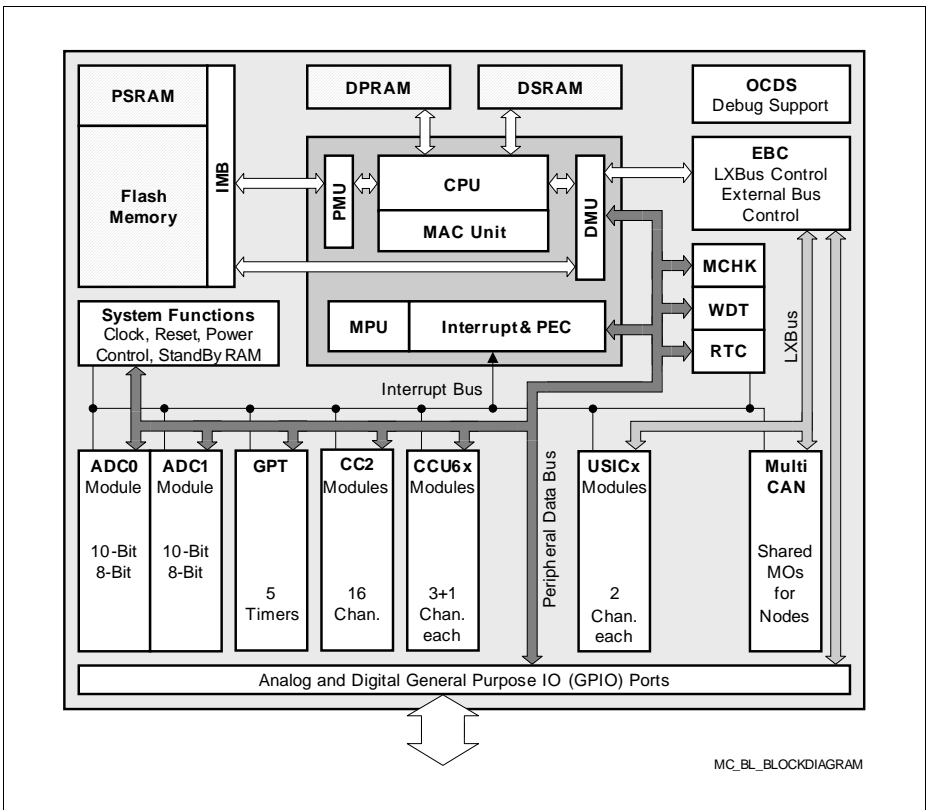 PSRAM
Flash
Memory
IMB
DPRAM
DSRAM
OCDS
Debug Support
PMU
CPU
MAC Unit
DMU
EBC
LXBus Control
External Bus
Control
MCHK
WDT
RTC
LXBus
System Functions
Clock, Reset, Power
Control, StandBy RAM
MPU
Interrupt & PEC
Interrupt Bus
ADC0
Module
10-Bit
8-Bit
ADC1
Module
10-Bit
8-Bit
GPT
5
Timers
CC2
Modules
16
Chan.
CCU6x
Modules
3+1
Chan.
each
Peripheral Data Bus
USICx
Modules
2
Chan.
each
Multi
CAN
Shared
MOs
for
Nodes
Analog and Digital General Purpose IO (GPIO) Ports
MC_BL_BLOCKDIAGRAM